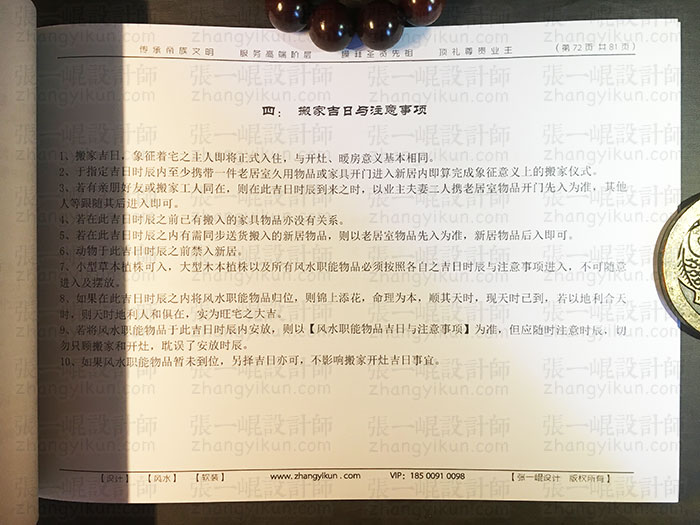 传承帝族文明 服务高端阶层 膜拜圣贤先祖 顶礼尊贵业主 (第72页 共81页)
四： 搬家吉日与注意事项
1、搬家吉日，象征着宅之主人即将正式入住，与开灶、暖房意义基本相同。
2、于指定吉日时辰内至少携带一件老居室久用物品或家具开门进入新居内即算完成象征意义上的搬家仪式。
3、若有亲朋好友或搬家工人同在，则在此吉日时辰到来之时，以业主夫妻二人携老居室物品开门先入为准，其他
人等跟随其后进入即可。
4、若在此吉日时辰之前已有搬入的家具物品亦没有关系。
5、若在此吉日时辰之内有需同步送货搬入的新居物品，则以老居室物品先入为准，新居物品后入即可。
6、动物于此吉日时辰之前禁入新居。
7、小型草本植株可入，大型木本植株以及所有风水职能物品必须按照各自之吉日时辰与注意事项进入，不可随意
进入及摆放。
8、如果在此吉日时辰之内将风水职能物品归位，则锦上添花，命理为本，顺其天时，现天时已到，若以地利合天
时，则天时地利人和俱在，实为旺宅之大吉。
9、若将风水职能物品于此吉日时辰内安放，则以【风水职能物品吉日与注意事项】为准，但应随时注意时辰，切
勿只顾搬家和开灶，耽误了安放时辰。
10、如果风水职能物品暂未到位，另择吉日亦可，不影响搬家开灶吉日事宜。
【设计】 【风水】 【软装】 www.zhangyikun.com VIP：185 0091 0098 【张一崐设计 版权所有】
張一崐設計師
zhangyikun.com